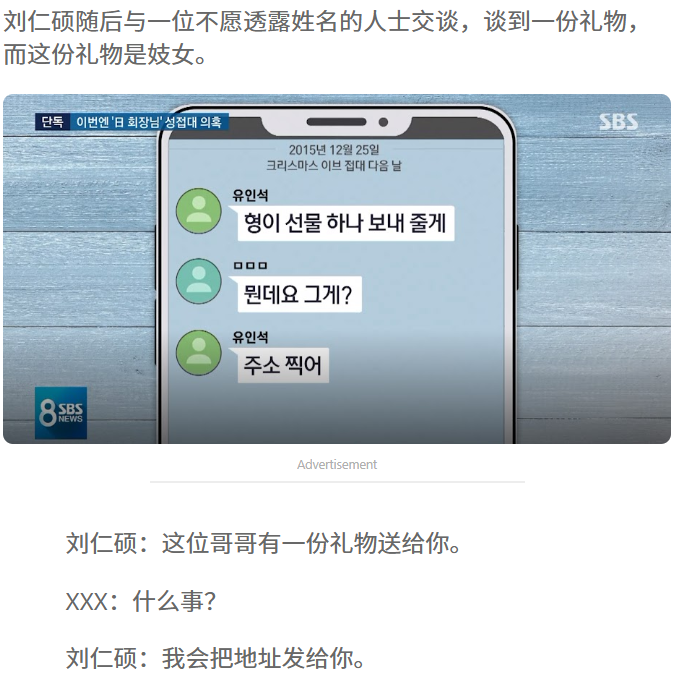 刘仁硕随后与一位不愿透露姓名的人士交谈，谈到一份礼物，
而这份礼物是妓女。
단독 이번엔 '日 회장님' 성접대 의혹
SBS
2015년 12월 25일
크리스마스 이브 접대 다음 날
유인석
형이 선물 하나 보내 줄게
ㅁㅁㅁ
뭔데요 그게?
유인석
주소 찍어
8 SBS NEWS
Advertisement
刘仁硕：这位哥哥有一份礼物送给你。
XXX：什么事？
刘仁硕：我会把地址发给你。